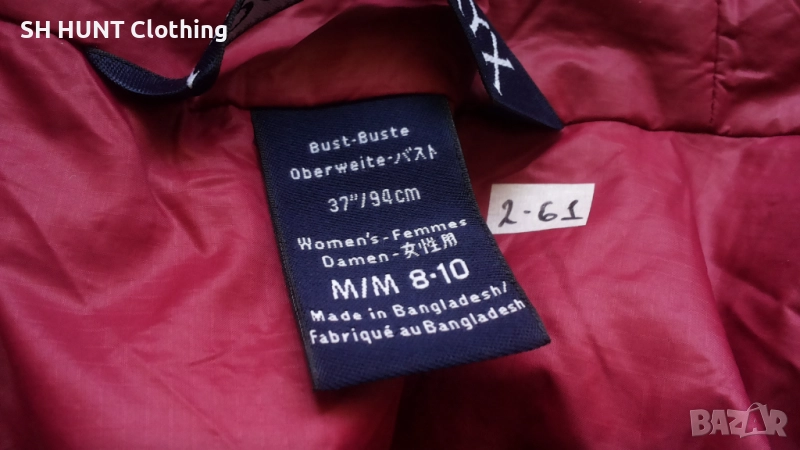 SH HUNT Clothing
Bust-Buste
Oberweite-バスト
37"/94cm
Women's-Femmes
Damen-女性用
M/M 8·10
Made in Bangladesh/
Fabriqué au Bangladesh
2-61
BAZAR